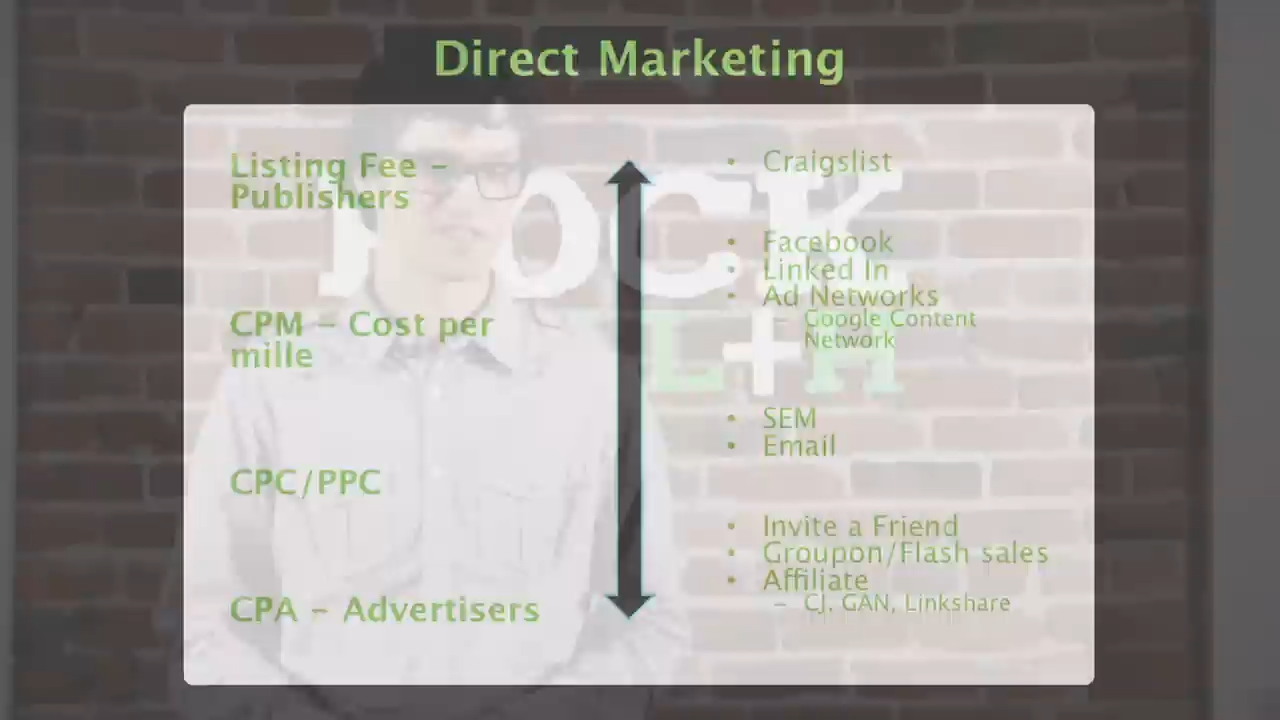 Direct Marketing
Listing Fee –
Publishers
CPM – Cost per
mille
CPC/PPC
CPA – Advertisers
• Craigslist
• Facebook
• Linked In
• Ad Networks
– Google Content
Network
• SEM
• Email
• Invite a Friend
• Groupon/Flash sales
• Affiliate
– CJ, GAN, Linkshare